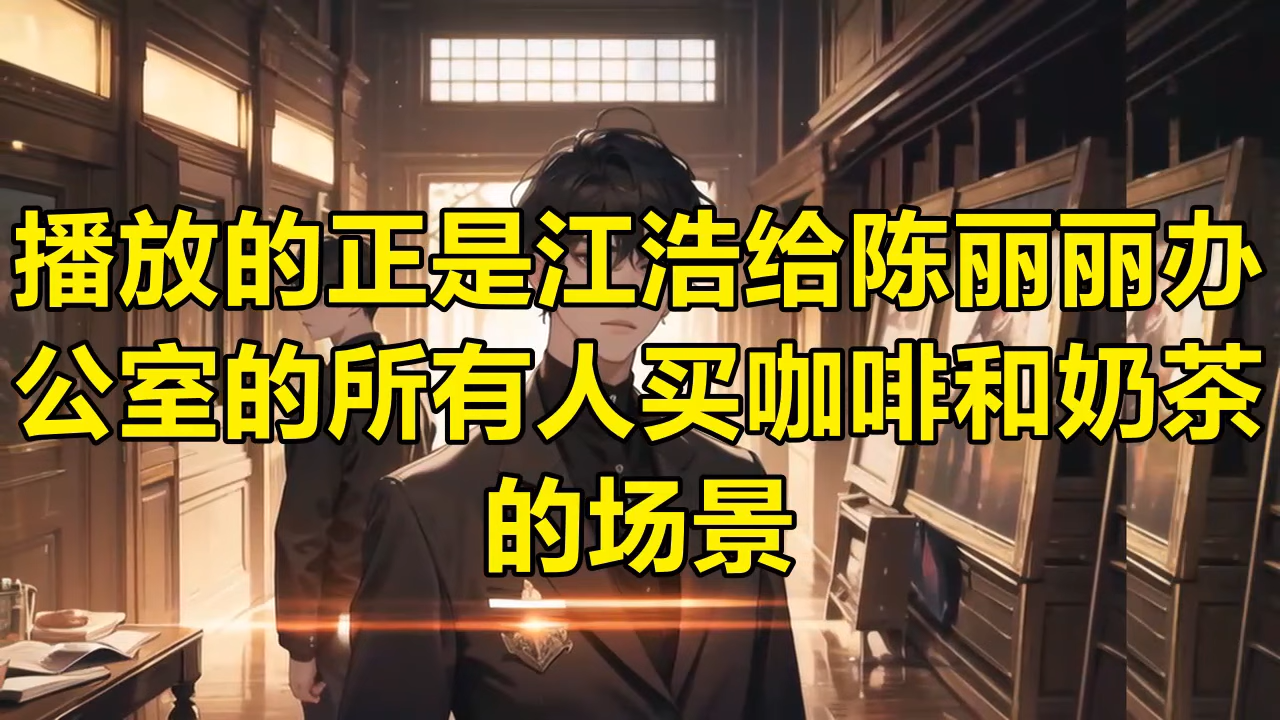 播放的正是江浩给陈丽丽办
公室的所有人买咖啡和奶茶
的场景